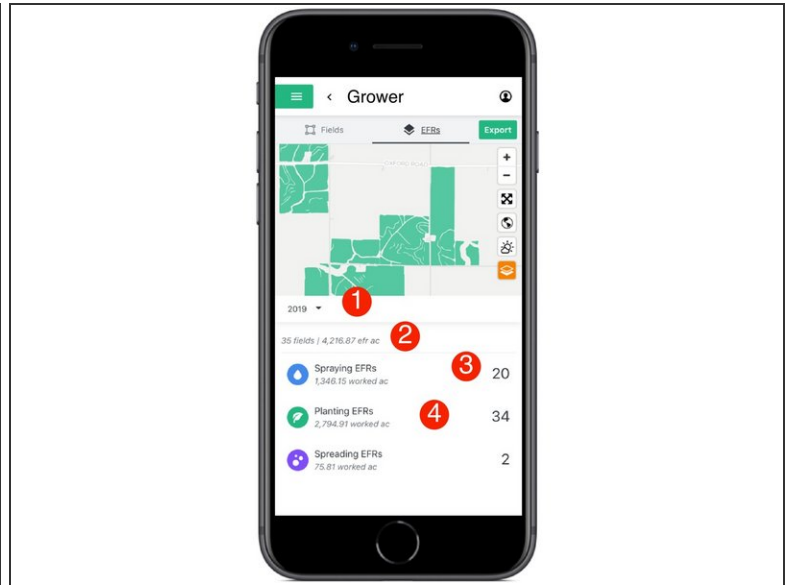 Grower
Fields EFRs Export
OXFORD ROAD
+
−
2019 1
35 fields | 4,216.87 efr ac 2
Spraying EFRs 3 20
1,346.15 worked ac
Planting EFRs 4 34
2,794.91 worked ac
Spreading EFRs 2
75.81 worked ac